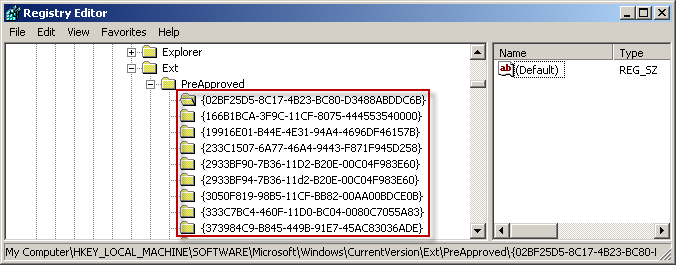 Registry Editor
File Edit View Favorites Help
Explorer
Ext
PreApproved
{02BF25D5-8C17-4B23-BC80-D3488ABDDC6B}
{166B1BCA-3F9C-11CF-8075-444553540000}
{19916E01-B44E-4E31-94A4-4696DF46157B}
{233C1507-6A77-46A4-9443-F871F945D258}
{2933BF90-7B36-11D2-B20E-00C04F983E60}
{2933BF94-7B36-11d2-B20E-00C04F983E60}
{3050F819-98B5-11CF-BB82-00AA00BDCE0B}
{333C7BC4-460F-11D0-BC04-0080C7055A83}
{373984C9-B845-449B-91E7-45AC83036ADE}
Name Type
ab (Default) REG_SZ
My Computer\HKEY_LOCAL_MACHINE\SOFTWARE\Microsoft\Windows\CurrentVersion\Ext\PreApproved\{02BF25D5-8C17-4B23-BC80-